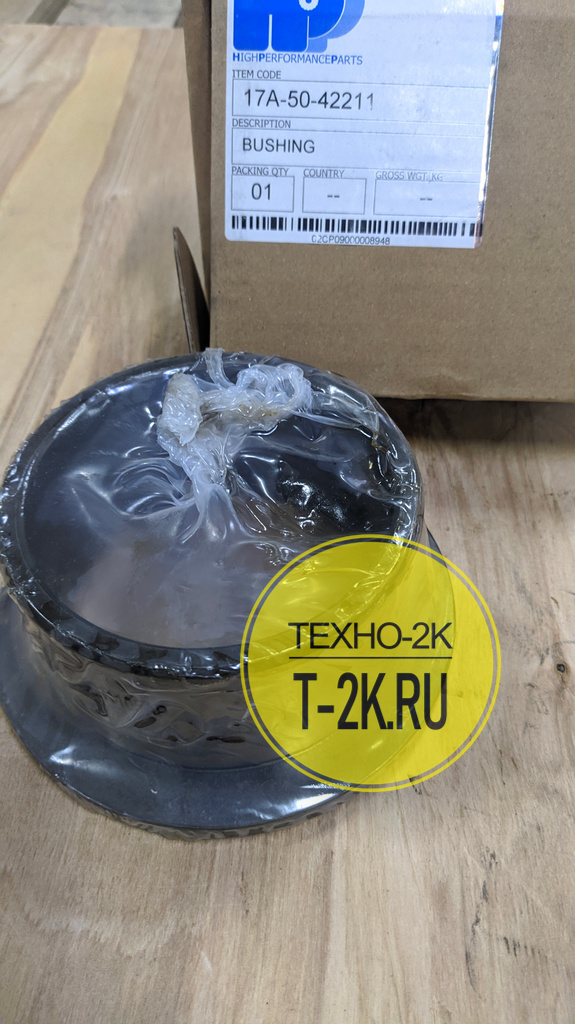 HIGHPERFORMANCEPARTS
ITEM CODE
17A-50-42211
DESCRIPTION
BUSHING
PACKING QTY COUNTRY GROSS WGT,KG
01 -- --
02GP09000008948
ТЕХНО-2К
T-2K.RU